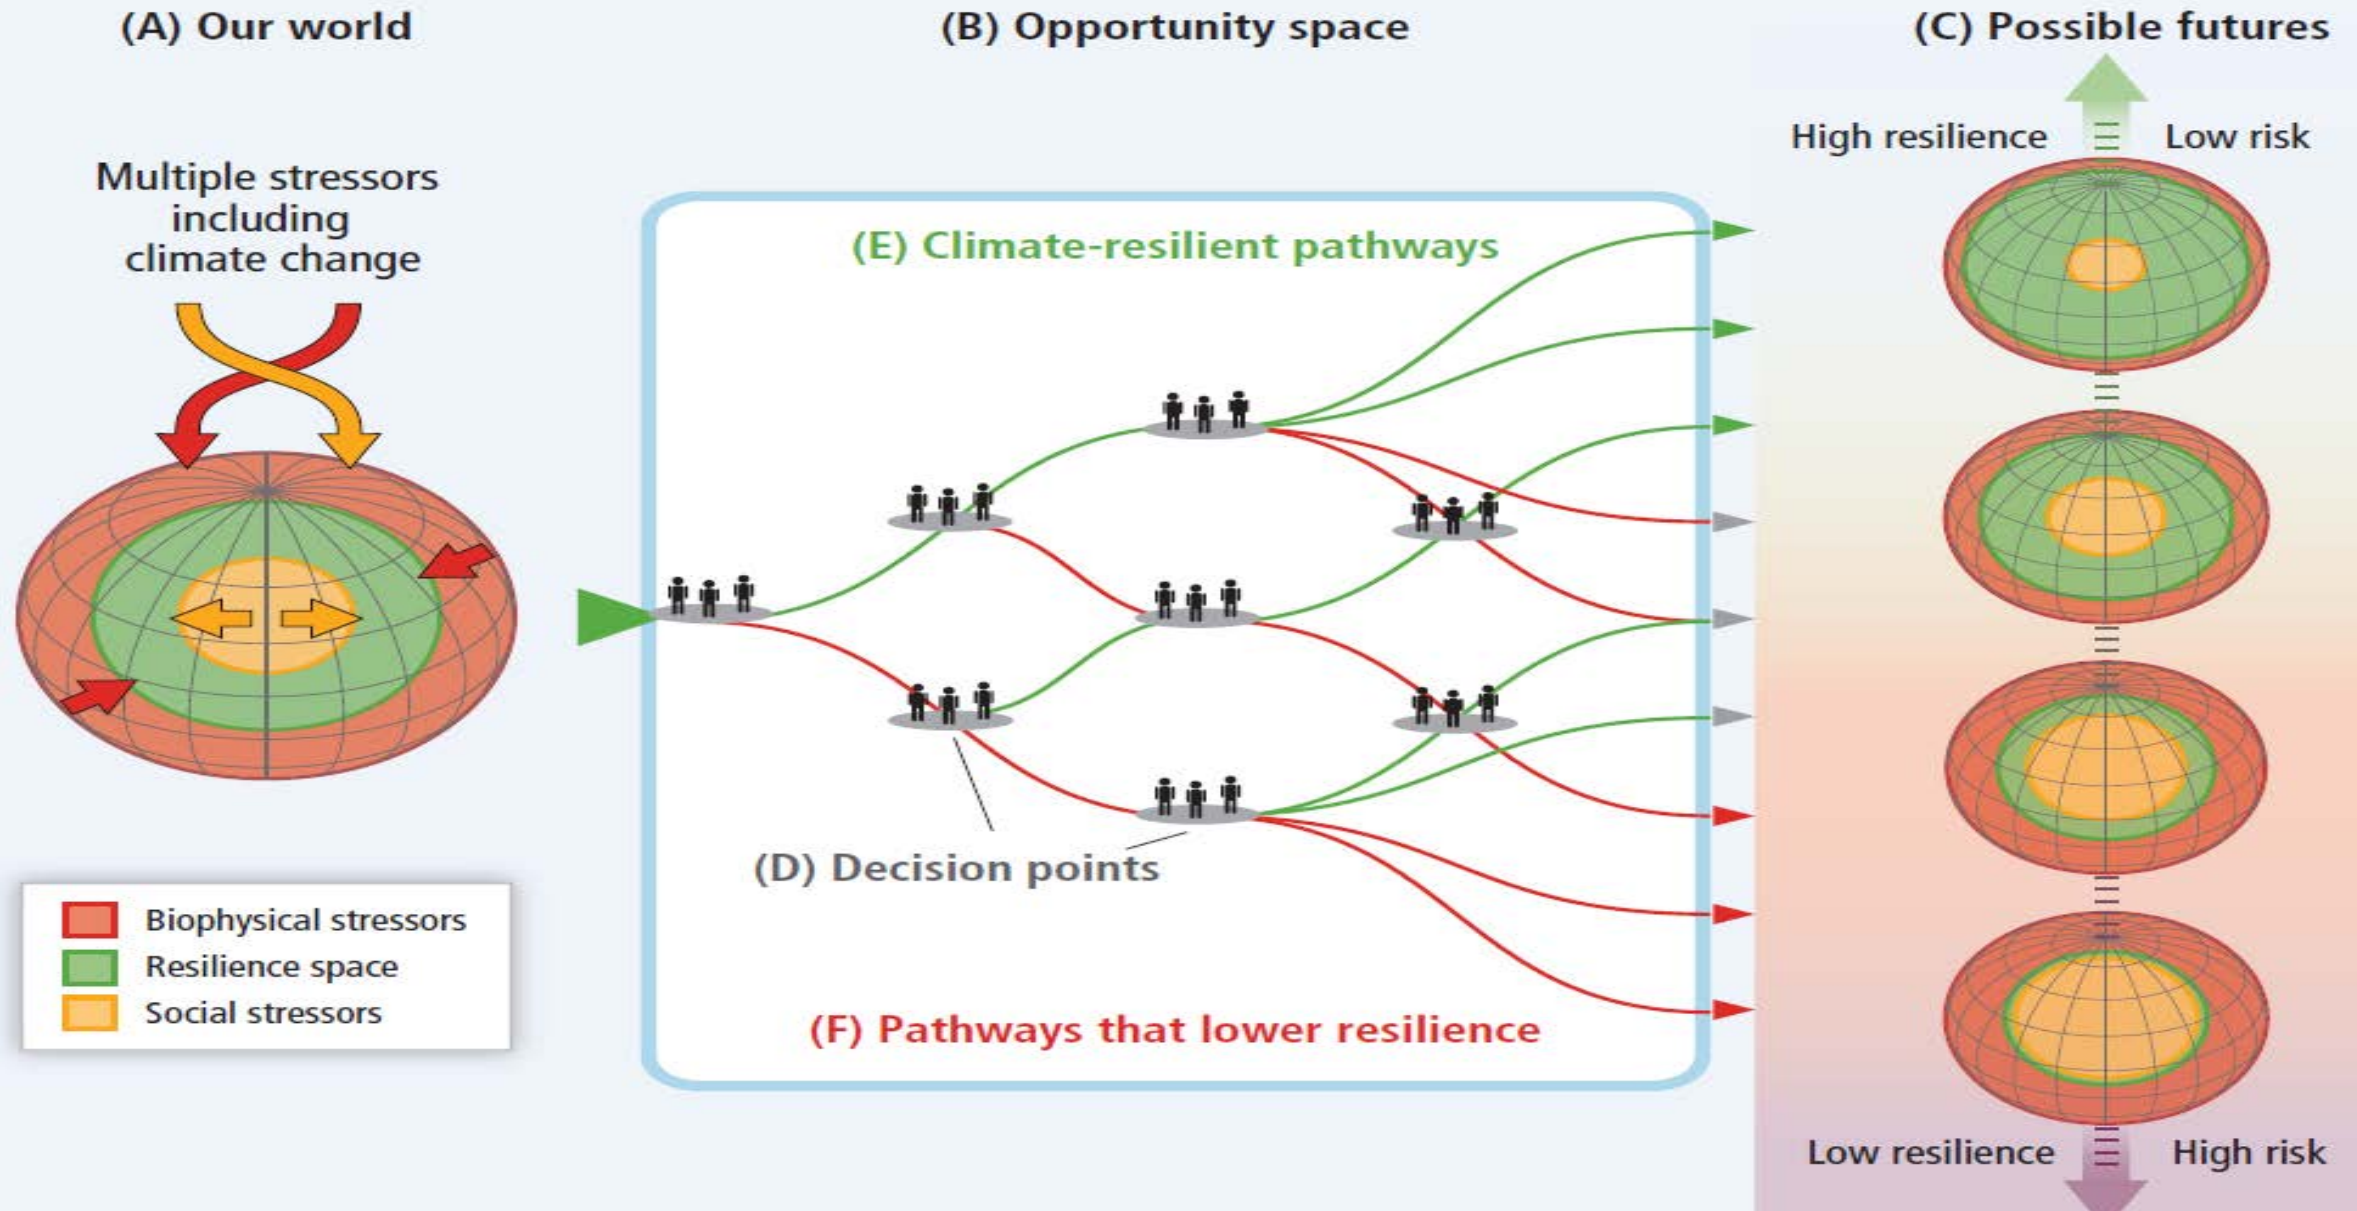 (A) Our world
(B) Opportunity space
(C) Possible futures
Multiple stressors
including
climate change
High resilience
Low risk
(E) Climate-resilient pathways
(D) Decision points
(F) Pathways that lower resilience
Biophysical stressors
Resilience space
Social stressors
Low resilience
High risk